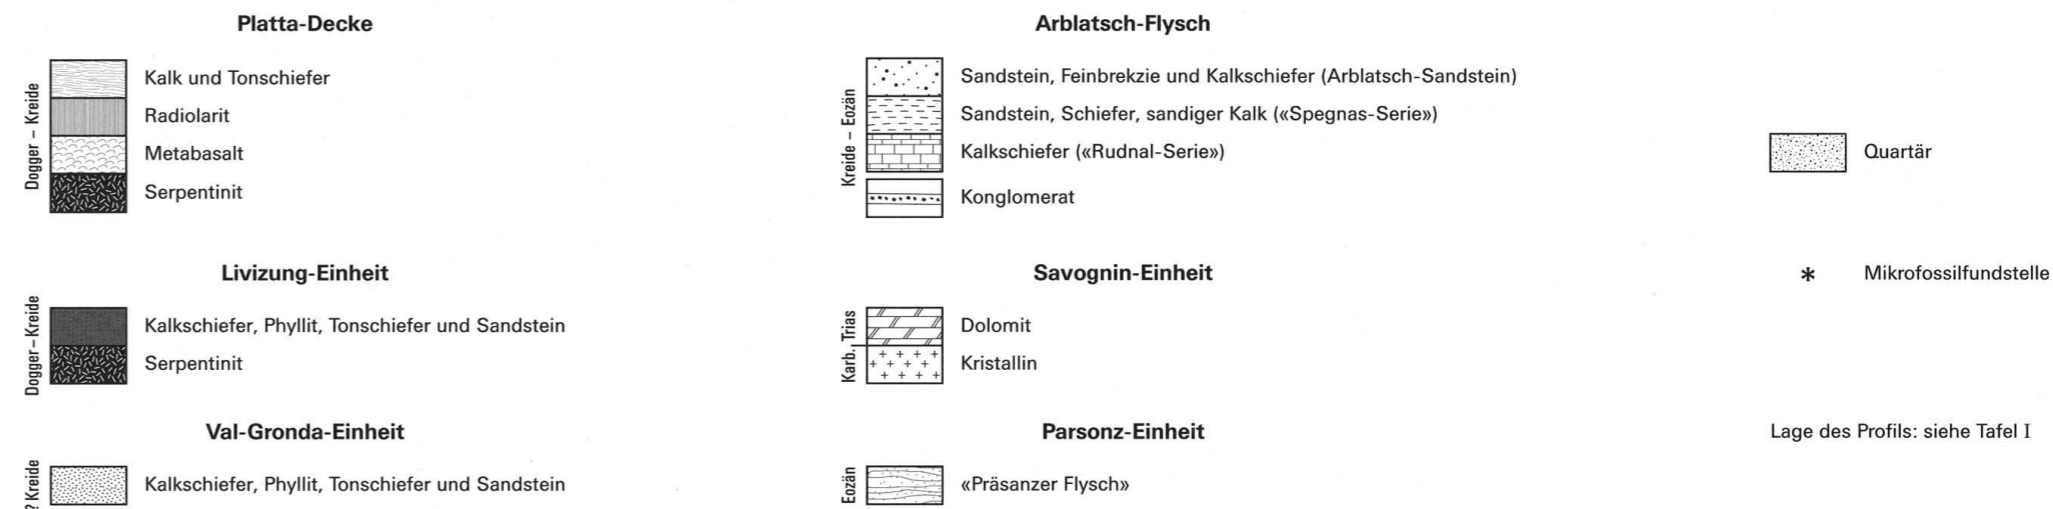 Platta-Decke
Dogger – Kreide
Kalk und Tonschiefer
Radiolarit
Metabasalt
Serpentinit
Livizung-Einheit
Dogger–Kreide
Kalkschiefer, Phyllit, Tonschiefer und Sandstein
Serpentinit
Val-Gronda-Einheit
? Kreide
Kalkschiefer, Phyllit, Tonschiefer und Sandstein
Arblatsch-Flysch
Kreide – Eozän
Sandstein, Feinbrekzie und Kalkschiefer (Arblatsch-Sandstein)
Sandstein, Schiefer, sandiger Kalk («Spegnas-Serie»)
Kalkschiefer («Rudnal-Serie»)
Konglomerat
Savognin-Einheit
Trias
Dolomit
Karb.
Kristallin
Parsonz-Einheit
Eozän
«Präsanzer Flysch»
Quartär
* Mikrofossilfundstelle
Lage des Profils: siehe Tafel I